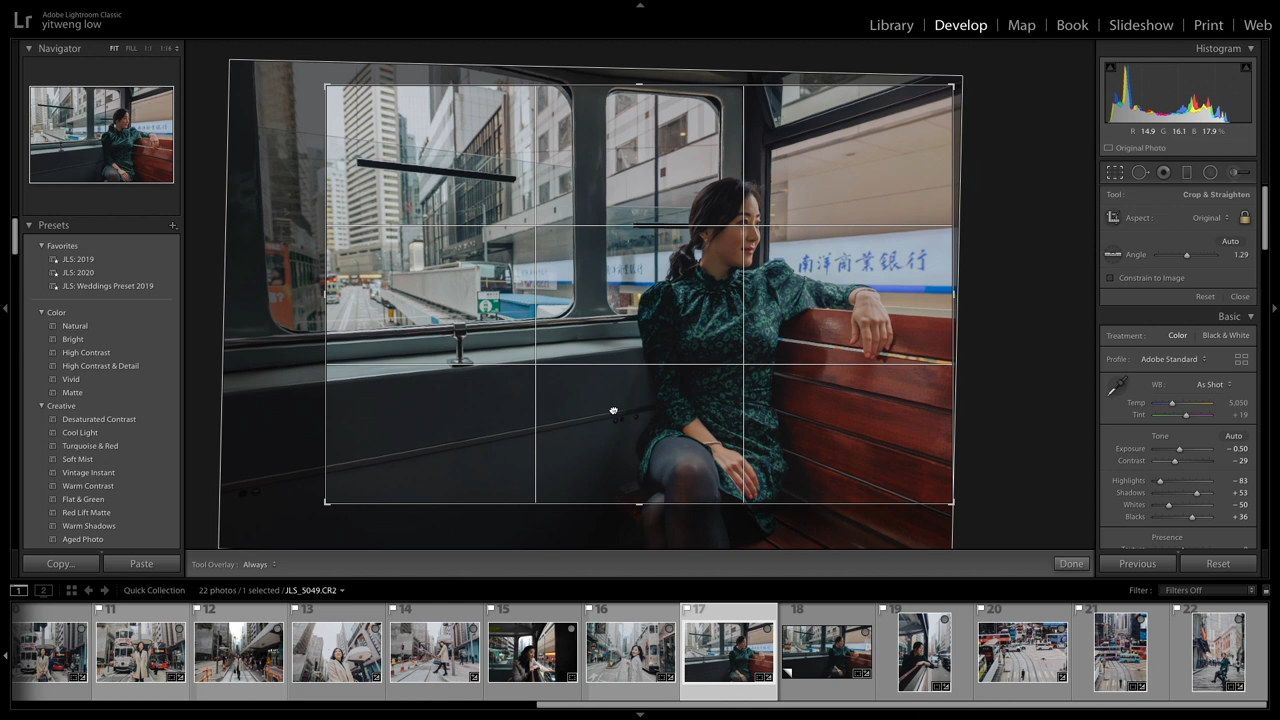 Lr
Adobe Lightroom Classic
yitweng low
Library | Develop | Map | Book | Slideshow | Print | Web
Navigator FIT FILL 1:1 1:16
Presets +
Favorites
JLS: 2019
JLS: 2020
JLS: Weddings Preset 2019
Color
Natural
Bright
High Contrast
High Contrast & Detail
Vivid
Matte
Creative
Desaturated Contrast
Cool Light
Turquoise & Red
Soft Mist
Vintage Instant
Warm Contrast
Flat & Green
Red Lift Matte
Warm Shadows
Aged Photo
Copy... Paste
南洋商業銀行
Tool Overlay: Always
Done
Histogram
R 14.9 G 16.1 B 17.9 %
Original Photo
Tool: Crop & Straighten
Aspect: Original
Auto
Angle 1.29
Constrain to Image
Reset Close
Basic
Treatment: Color Black & White
Profile: Adobe Standard
WB: As Shot
Temp 5,050
Tint + 19
Tone Auto
Exposure − 0.50
Contrast − 29
Highlights − 83
Shadows + 53
Whites − 50
Blacks + 36
Presence
Previous Reset
1 2 Quick Collection 22 photos / 1 selected / JLS_5049.CR2
Filter: Filters Off
11 12 13 14 15 16 17 18 19 20 21 22